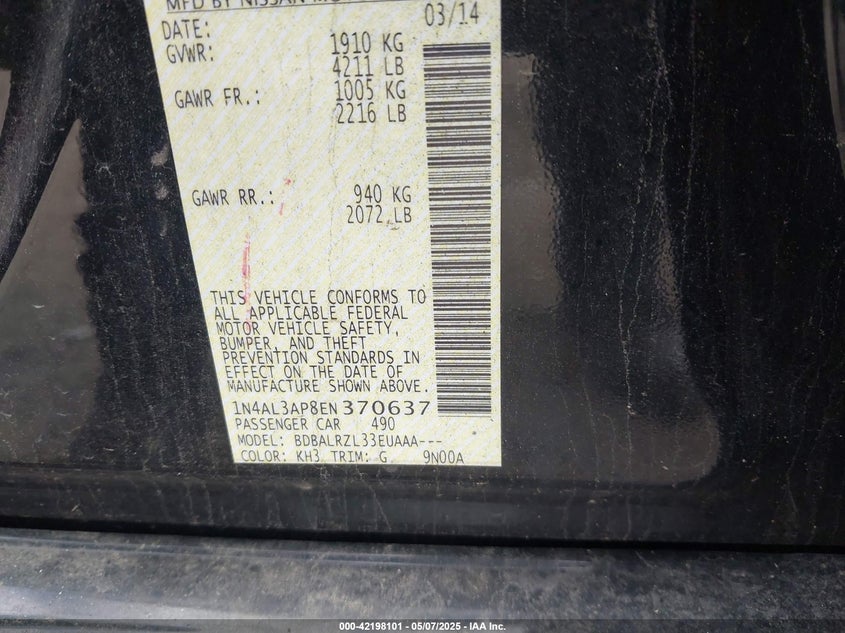 MFD BY NISSAN
DATE: 03/14
GVWR: 1910 KG
4211 LB
GAWR FR.: 1005 KG
2216 LB
GAWR RR.: 940 KG
2072 LB
THIS VEHICLE CONFORMS TO
ALL APPLICABLE FEDERAL
MOTOR VEHICLE SAFETY,
BUMPER, AND THEFT
PREVENTION STANDARDS IN
EFFECT ON THE DATE OF
MANUFACTURE SHOWN ABOVE.
1N4AL3AP8EN370637
PASSENGER CAR 490
MODEL: BDBALRZL33EUAAA---
COLOR: KH3 TRIM: G 9N00A
000-42198101 — 05/07/2025 — IAA Inc.